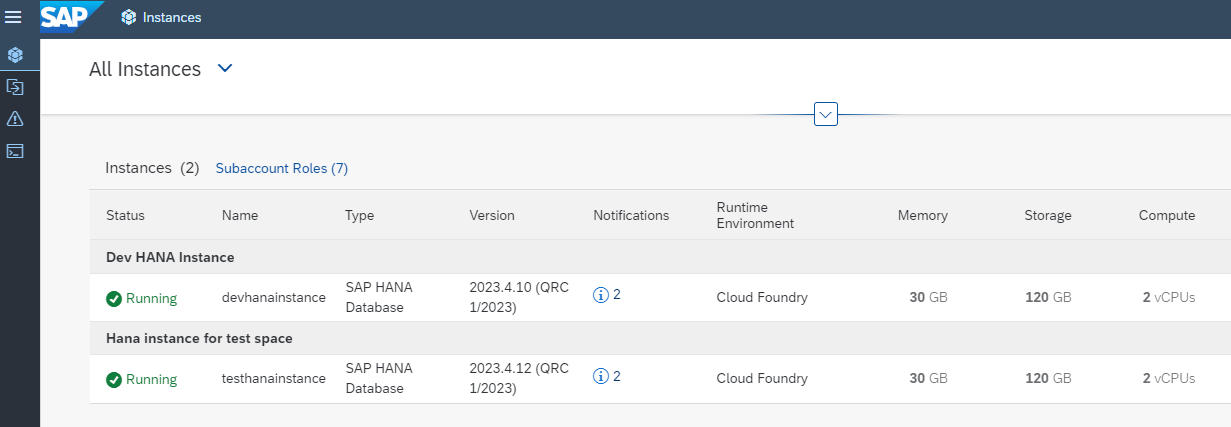 SAP Instances
All Instances
Instances (2) Subaccount Roles (7)
Status Name Type Version Notifications Runtime Environment Memory Storage Compute
Dev HANA Instance
Running devhanainstance SAP HANA Database 2023.4.10 (QRC 1/2023) 2 Cloud Foundry 30 GB 120 GB 2 vCPUs
Hana instance for test space
Running testhanainstance SAP HANA Database 2023.4.12 (QRC 1/2023) 2 Cloud Foundry 30 GB 120 GB 2 vCPUs